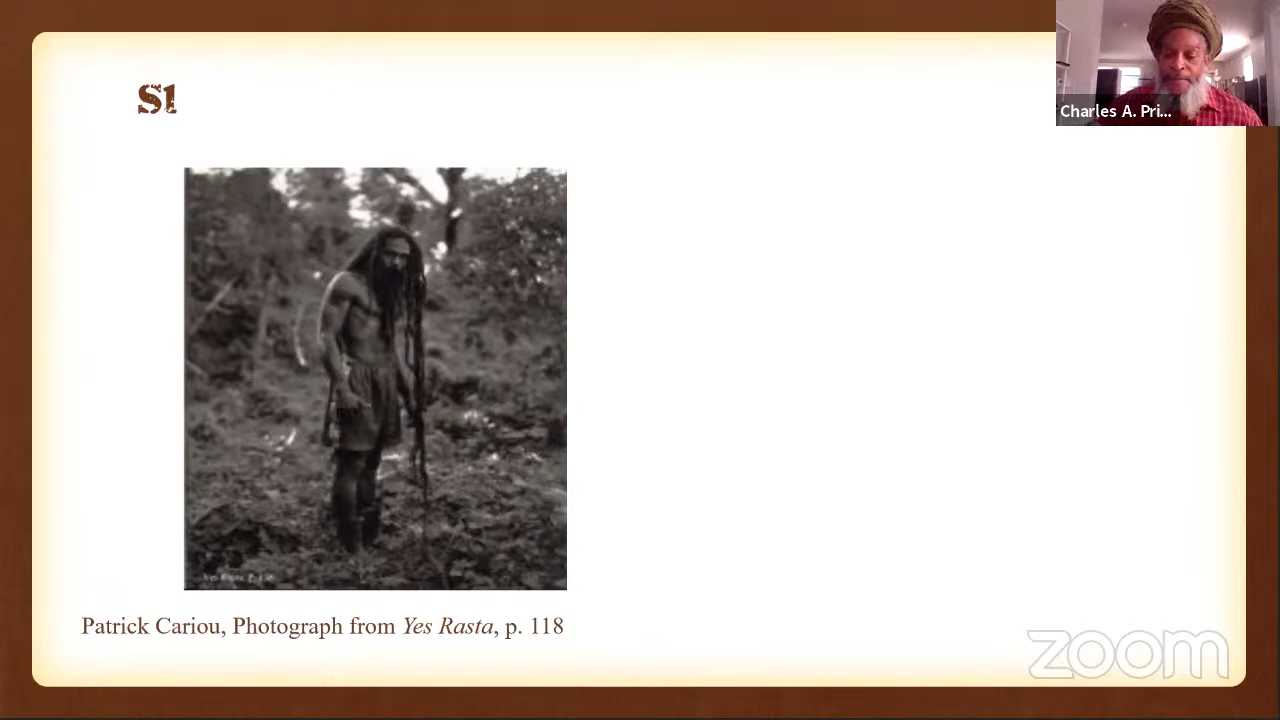 S1
Charles A. Pri...
Patrick Cariou, Photograph from Yes Rasta, p. 118
zoom